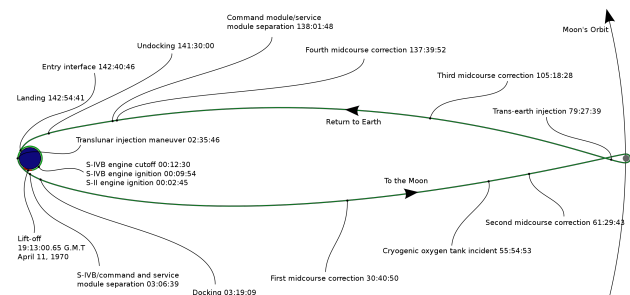 Command module/service
module separation 138:01:48
Moon's Orbit
Undocking 141:30:00
Fourth midcourse correction 137:39:52
Entry interface 142:40:46
Third midcourse correction 105:18:28
Landing 142:54:41
Trans-earth injection 79:27:39
Return to Earth
Translunar injection maneuver 02:35:46
S-IVB engine cutoff 00:12:30
S-IVB engine ignition 00:09:54
S-II engine ignition 00:02:45
To the Moon
Second midcourse correction 61:29:43
Lift-off
19:13:00.65 G.M.T
April 11, 1970
Cryogenic oxygen tank incident 55:54:53
S-IVB/command and service
module separation 03:06:39
First midcourse correction 30:40:50
Docking 03:19:09